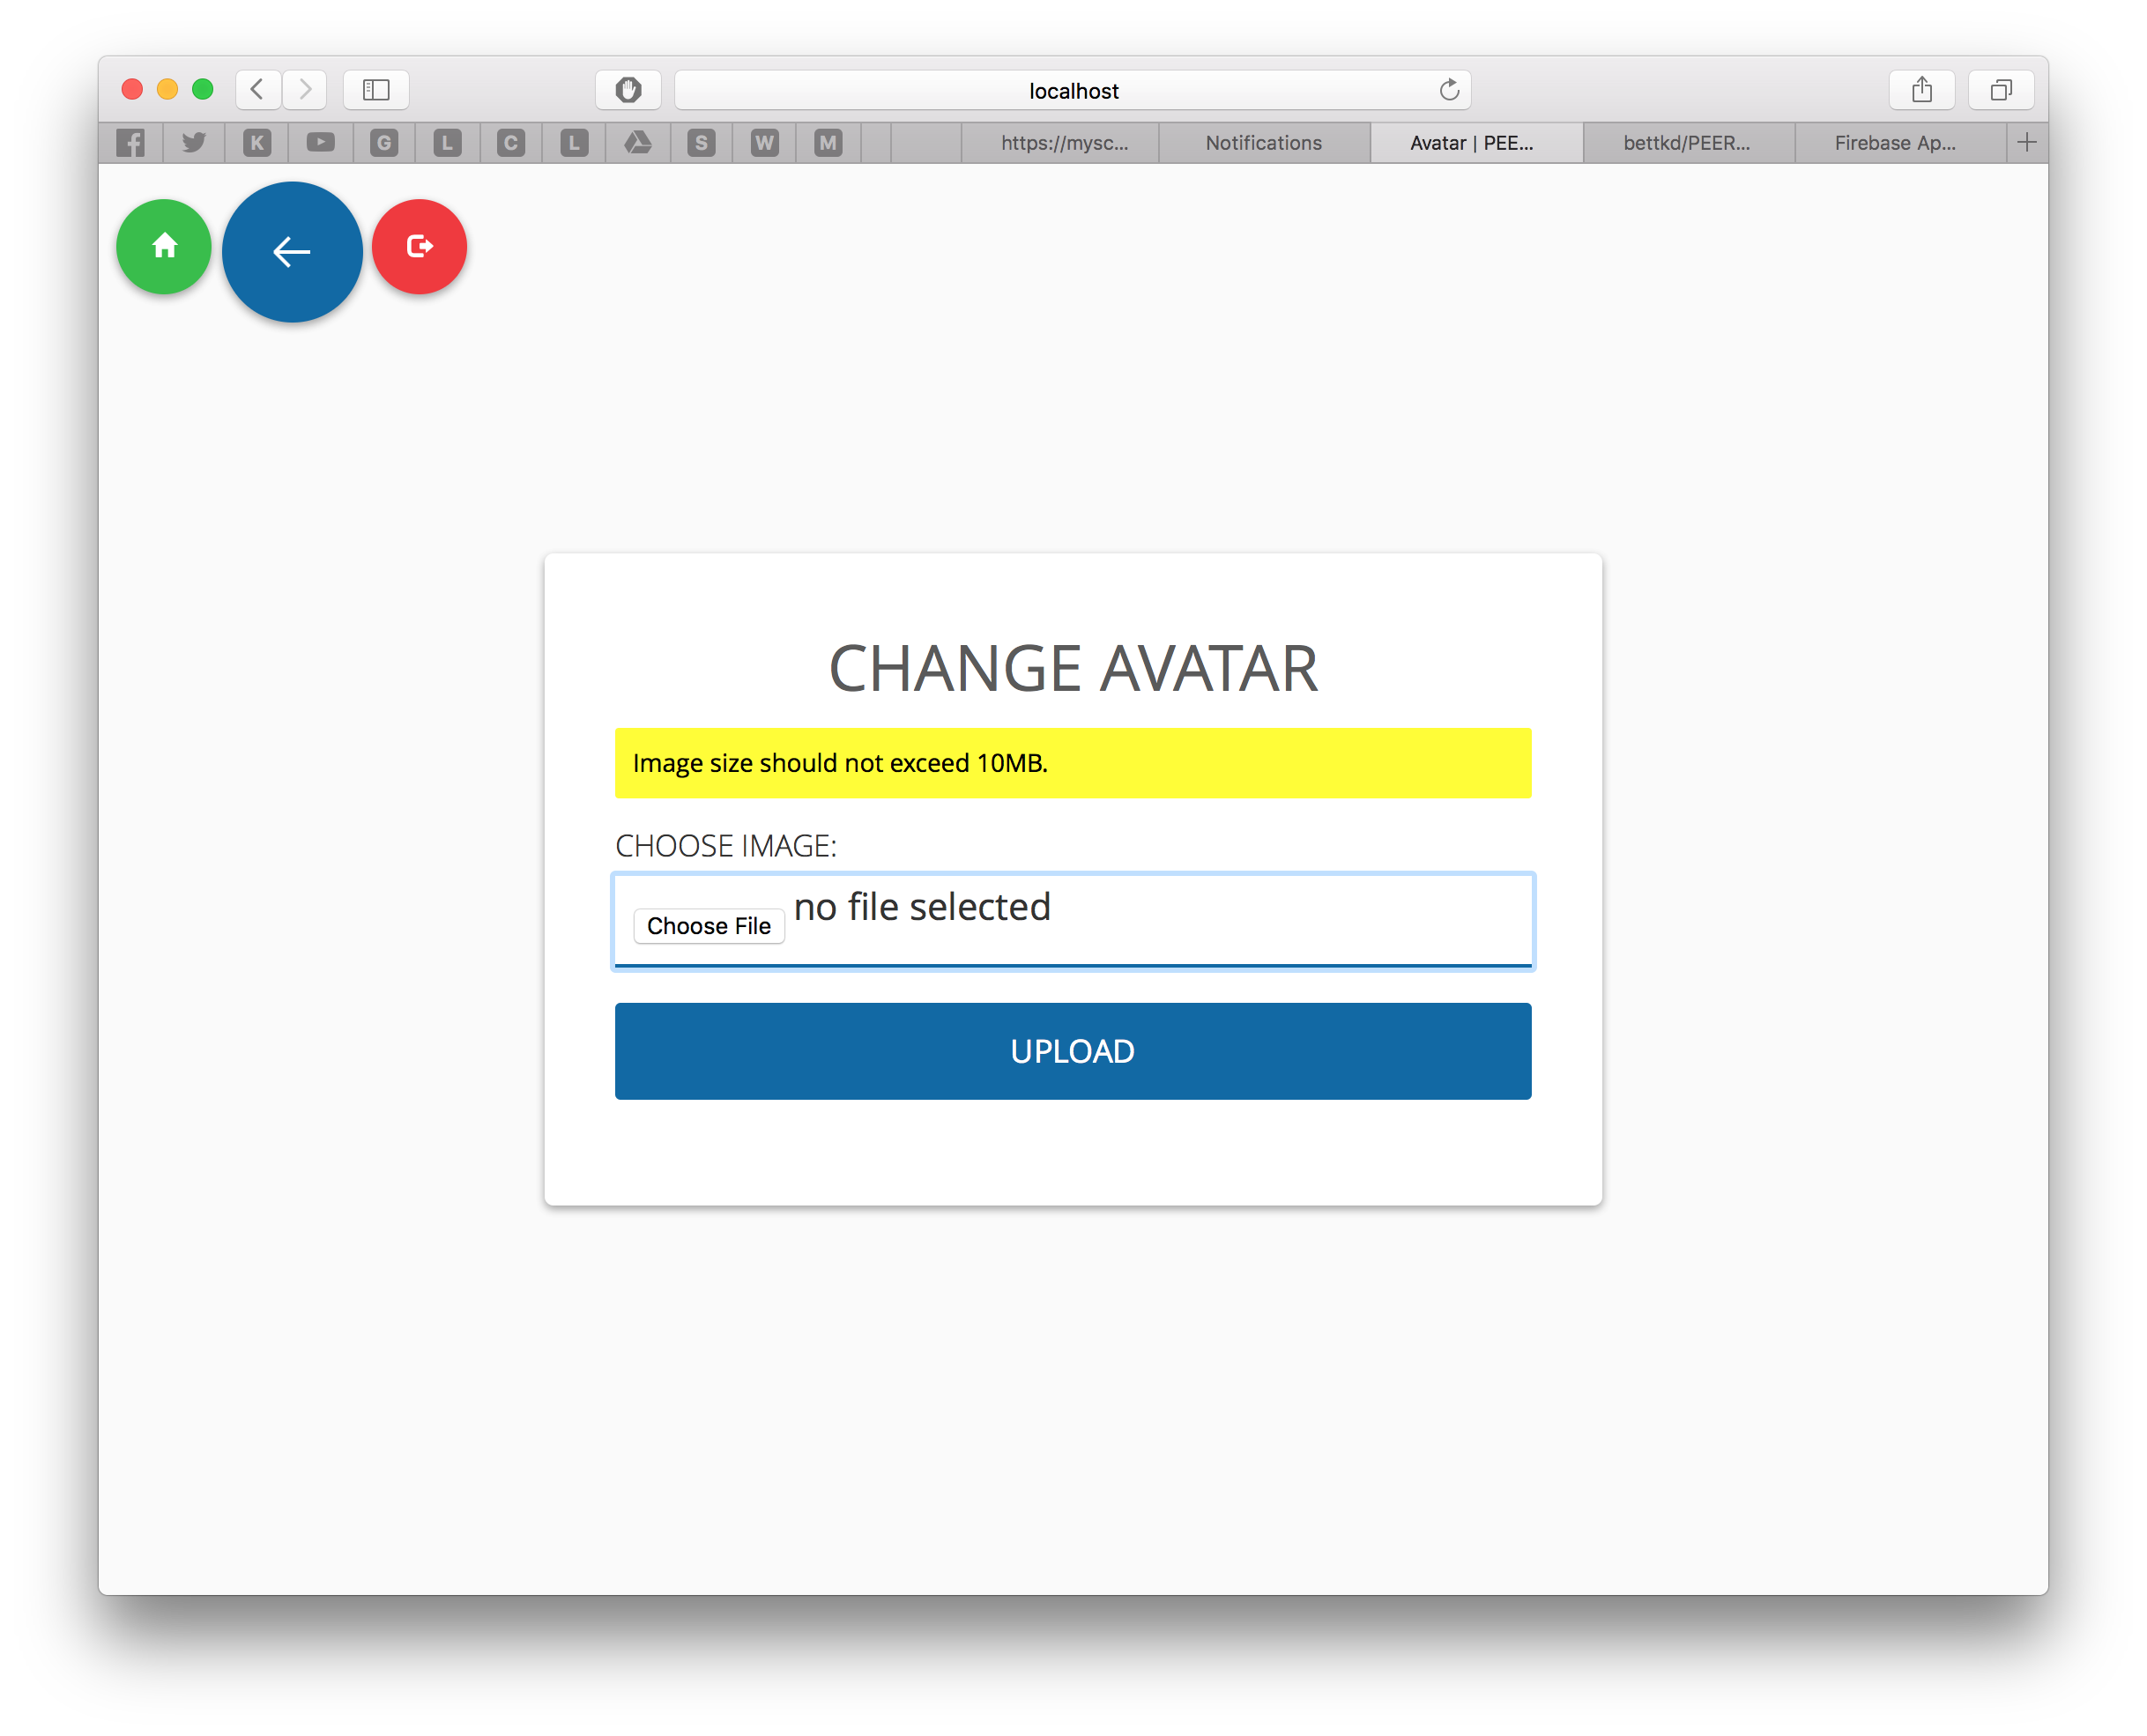 localhost
K G L C L S W M https://mysc... Notifications Avatar | PEE... bettkd/PEER... Firebase Ap...
CHANGE AVATAR
Image size should not exceed 10MB.
CHOOSE IMAGE:
Choose File no file selected
UPLOAD